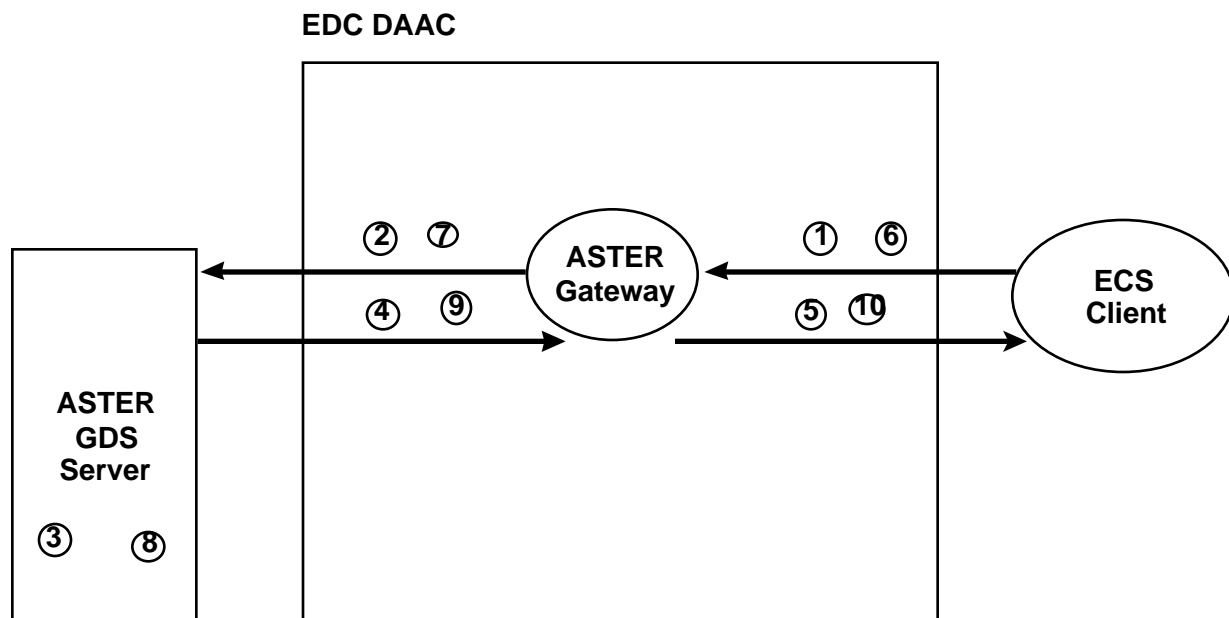 EDC DAAC
2 7
1 6
ASTER
Gateway
ECS
Client
4 9
5 10
ASTER
GDS
Server
3 8